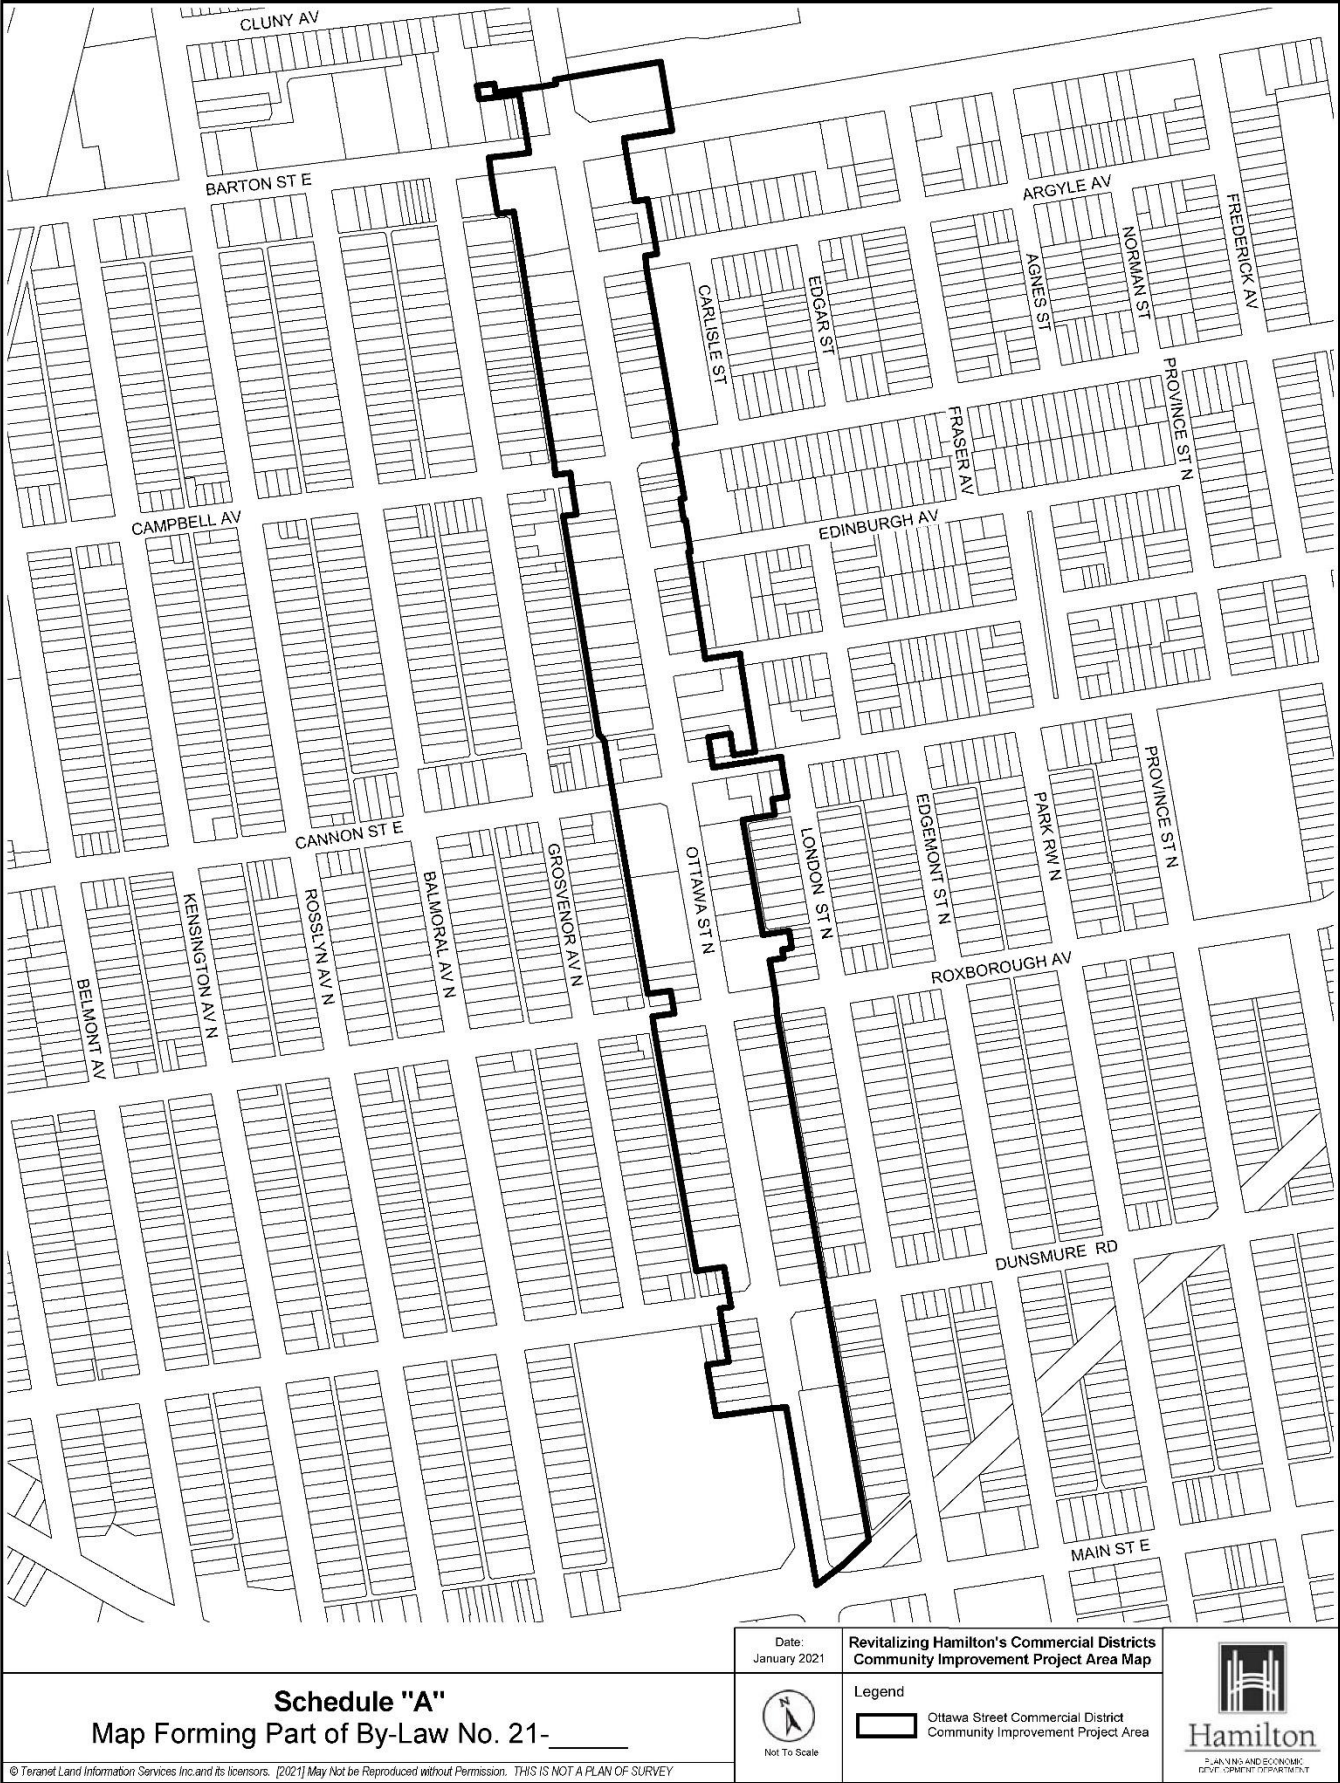 CLUNY AV
BARTON ST E
ARGYLE AV
FREDERICK AV
NORMAN ST
AGNES ST
EDGAR ST
CARLISLE ST
PROVINCE ST N
FRASER AV
CAMPBELL AV
EDINBURGH AV
PROVINCE ST N
PARK RW N
EDGEMONT ST N
LONDON ST N
OTTAWA ST N
CANNON ST E
GROSVENOR AV N
BALMORAL AV N
ROSSLYN AV N
KENSINGTON AV N
BELMONT AV
ROXBOROUGH AV
DUNSMURE RD
MAIN ST E
Schedule "A"
Map Forming Part of By-Law No. 21-______
© Teranet Land Information Services Inc.and its licensors. [2021] May Not be Reproduced without Permission. THIS IS NOT A PLAN OF SURVEY
Date:
January 2021
N
Not To Scale
Revitalizing Hamilton's Commercial Districts
Community Improvement Project Area Map
Legend
Ottawa Street Commercial District
Community Improvement Project Area
Hamilton
PLANNING AND ECONOMIC
DEVELOPMENT DEPARTMENT